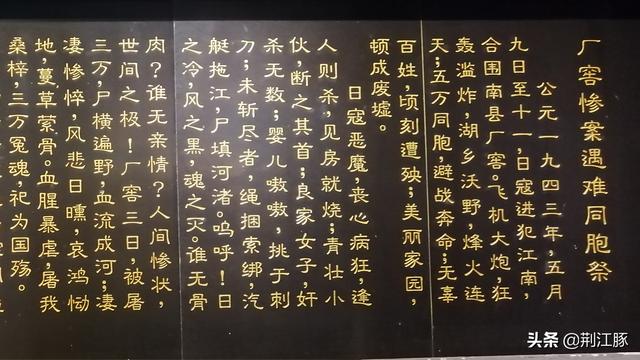 厂窖惨案遇难同胞祭
公元一九四三年,五月
九日至十一,日寇进犯江南,
合围南县厂窖。飞机大炮,狂
轰滥炸,湖乡沃野,烽火连
天;五万同胞,避战奔命;无辜
百姓,顷刻遭殃;美丽家园,
顿成废墟。
日寇恶魔,丧心病狂,逢
人则杀,见房就烧;青壮小
伙,断之其首;良家女子,奸
杀无数;婴儿嗷嗷,挑于刺
刀;未斩尽者,绳捆索绑,汽
艇拖江,尸填河渚。呜呼!日
之冷,风之黑,魂之灭。谁无骨
肉?谁无亲情?人间惨状,
世间之极!厂窖三日,被屠
三万,尸横遍野,血流成河;凄
凄惨悴,风悲日曛,哀鸿恸
地,蔓草萦骨。血腥暴虐,屠我
桑梓,三万冤魂,祀为国殇。
头条 @荆江豚